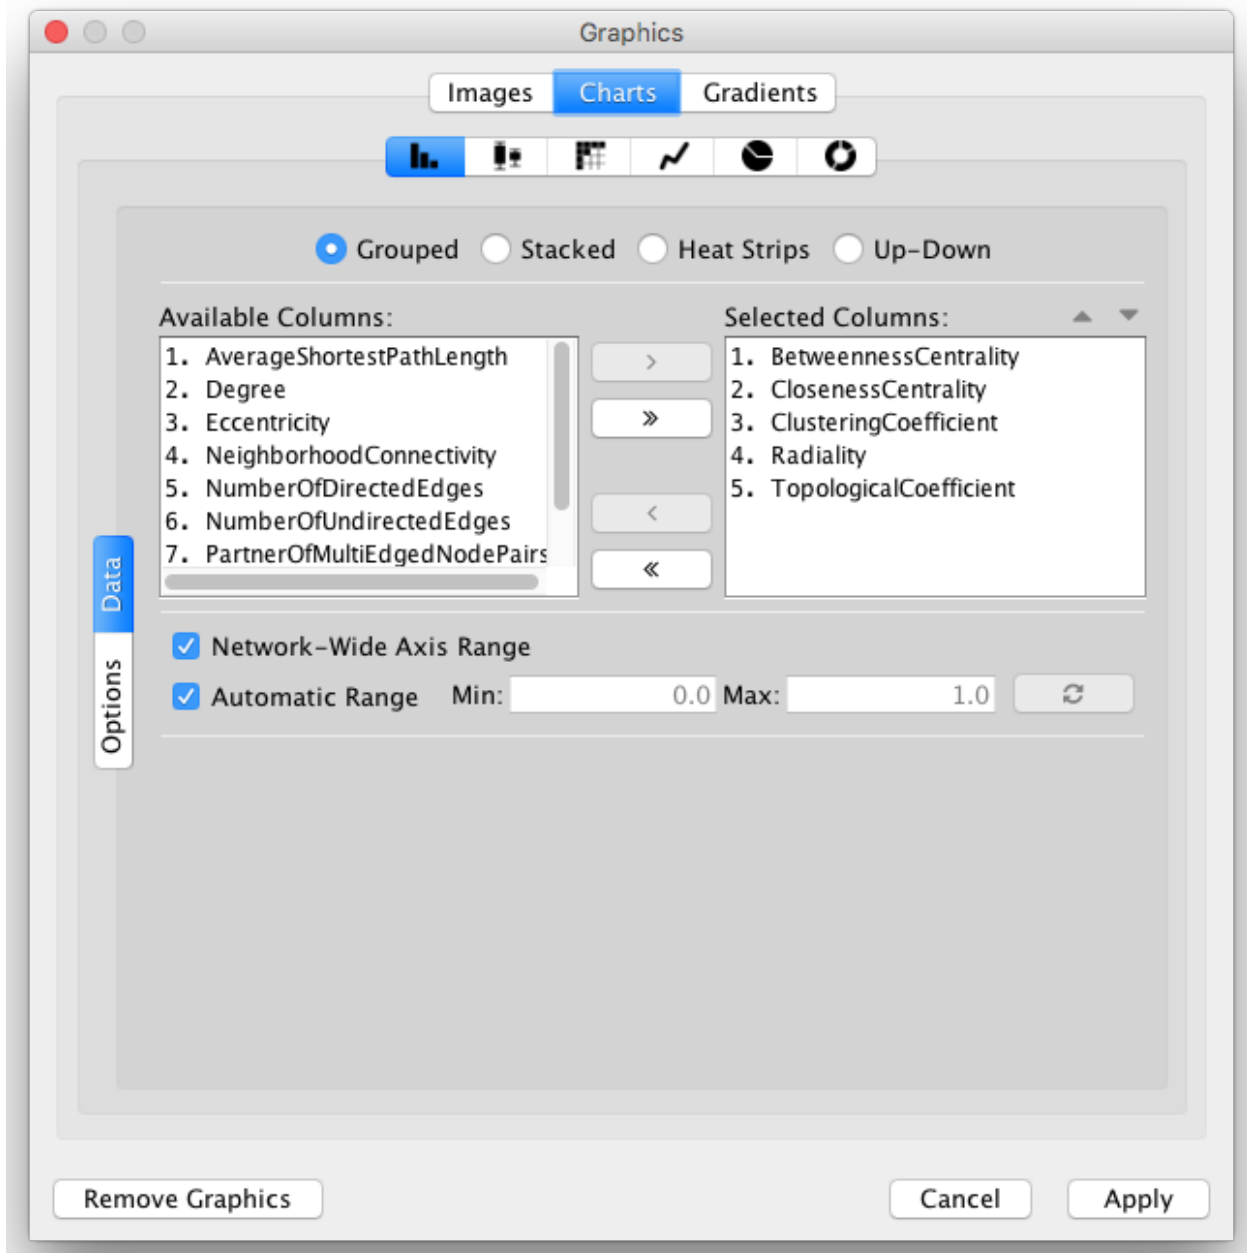 Graphics
Images Charts Gradients
Grouped Stacked Heat Strips Up-Down
Available Columns:
1. AverageShortestPathLength
2. Degree
3. Eccentricity
4. NeighborhoodConnectivity
5. NumberOfDirectedEdges
6. NumberOfUndirectedEdges
7. PartnerOfMultiEdgedNodePairs
>
»
<
«
Selected Columns:
1. BetweennessCentrality
2. ClosenessCentrality
3. ClusteringCoefficient
4. Radiality
5. TopologicalCoefficient
Data
Options
Network-Wide Axis Range
Automatic Range Min: 0.0 Max: 1.0
Remove Graphics Cancel Apply